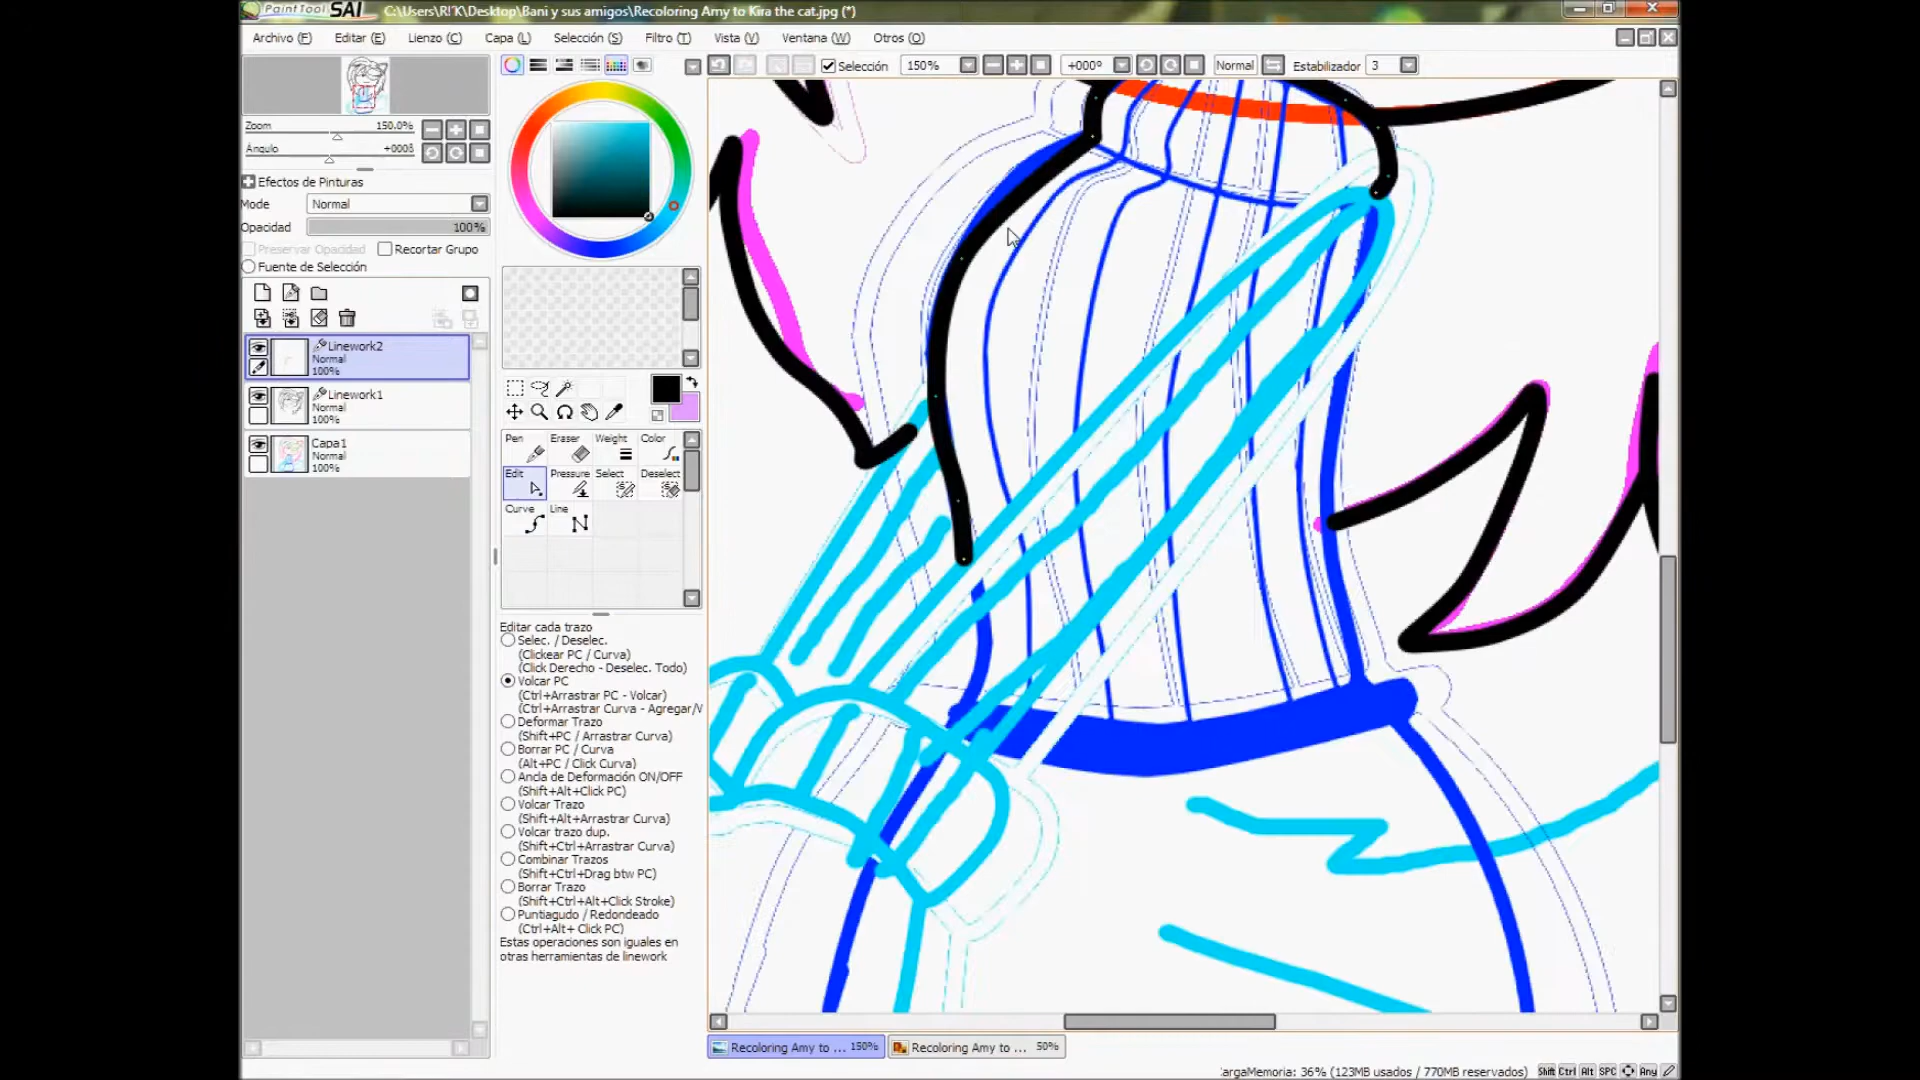 PaintTool SAI C:\Users\R!'K\Desktop\Bani y sus amigos\Recoloring Amy to Kira the cat.jpg (*)
Archivo (F) Editar (E) Lienzo (C) Capa (L) Selección (S) Filtro (T) Vista (V) Ventana (W) Otros (O)
Selección 150% +000º Normal Estabilizador 3
Zoom 150.0%
Ángulo
Efectos de Pinturas
Mode Normal
Opacidad 100%
Preservar Opacidad Recortar Grupo
Fuente de Selección
Linework2
Normal
100%
Linework1
Normal
100%
Capa1
Normal
100%
Pen Eraser Weight Color
Edit Pressure Select Deselect
Curve Line
Editar cada trazo
Selec. / Deselec.
(Clickear PC / Curva)
(Click Derecho - Deselec. Todo)
Volcar PC
(Ctrl+Arrastrar PC - Volcar)
(Ctrl+Arrastrar Curva - Agregar/V
Deformar Trazo
(Shift+PC / Arrastrar Curva)
Borrar PC / Curva
(Alt+PC / Click Curva)
Ancla de Deformación ON/OFF
(Shift+Alt+Click PC)
Volcar Trazo
(Shift+Alt+Arrastrar Curva)
Volcar trazo dup.
(Shift+Ctrl+Arrastrar Curva)
Combinar Trazos
(Shift+Ctrl+Drag btw PC)
Borrar Trazo
(Shift+Ctrl+Alt+Click Stroke)
Puntiagudo / Redondeado
(Ctrl+Alt+ Click PC)
Estas operaciones son iguales en
otras herramientas de linework
Recoloring Amy to ... 150% Recoloring Amy to ... 50%
argaMemoria: 36% (123MB usados / 770MB reservados) Shift Ctrl Alt SPC Any